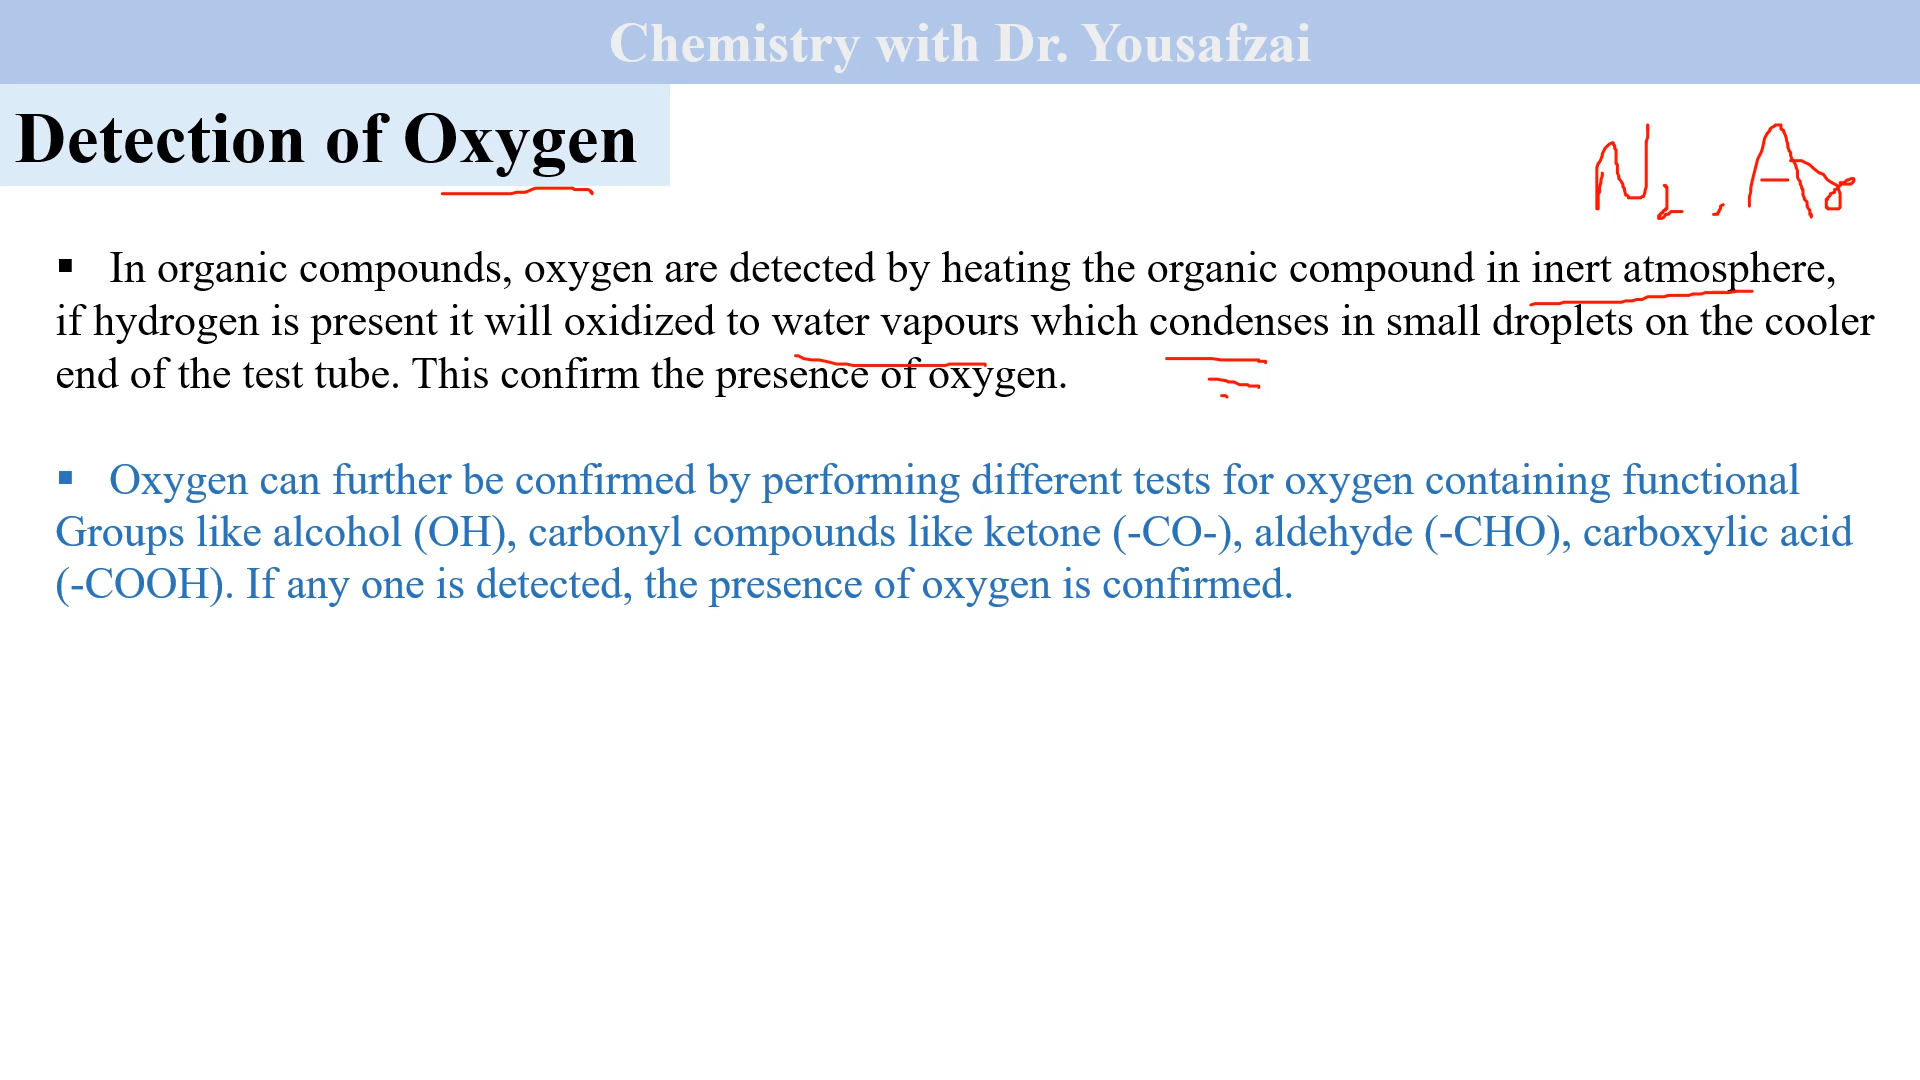 Chemistry with Dr. Yousafzai
Detection of Oxygen
N2, Ar
▪ In organic compounds, oxygen are detected by heating the organic compound in inert atmosphere,
if hydrogen is present it will oxidized to water vapours which condenses in small droplets on the cooler
end of the test tube. This confirm the presence of oxygen.
▪ Oxygen can further be confirmed by performing different tests for oxygen containing functional
Groups like alcohol (OH), carbonyl compounds like ketone (-CO-), aldehyde (-CHO), carboxylic acid
(-COOH). If any one is detected, the presence of oxygen is confirmed.